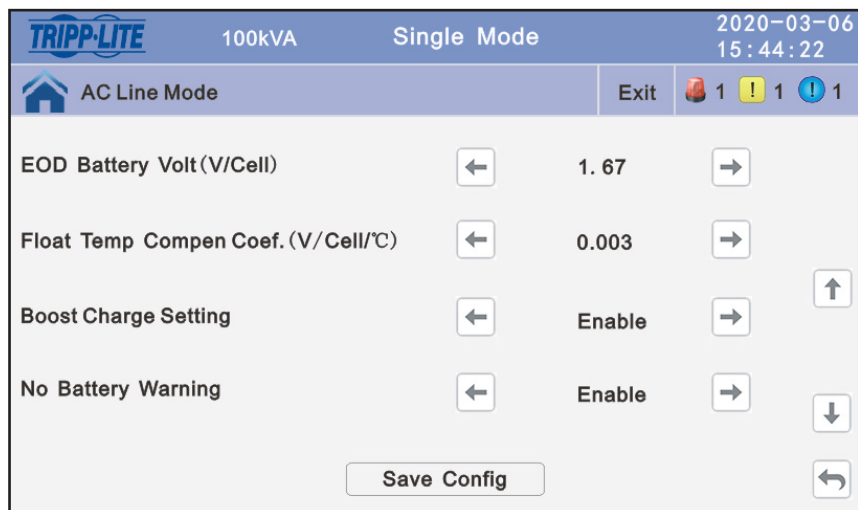 TRIPP·LITE 100kVA Single Mode 2020-03-06
15:44:22
AC Line Mode Exit 1 ! 1 ! 1
EOD Battery Volt(V/Cell) 1.67
Float Temp Compen Coef.(V/Cell/℃) 0.003
Boost Charge Setting Enable
No Battery Warning Enable
Save Config